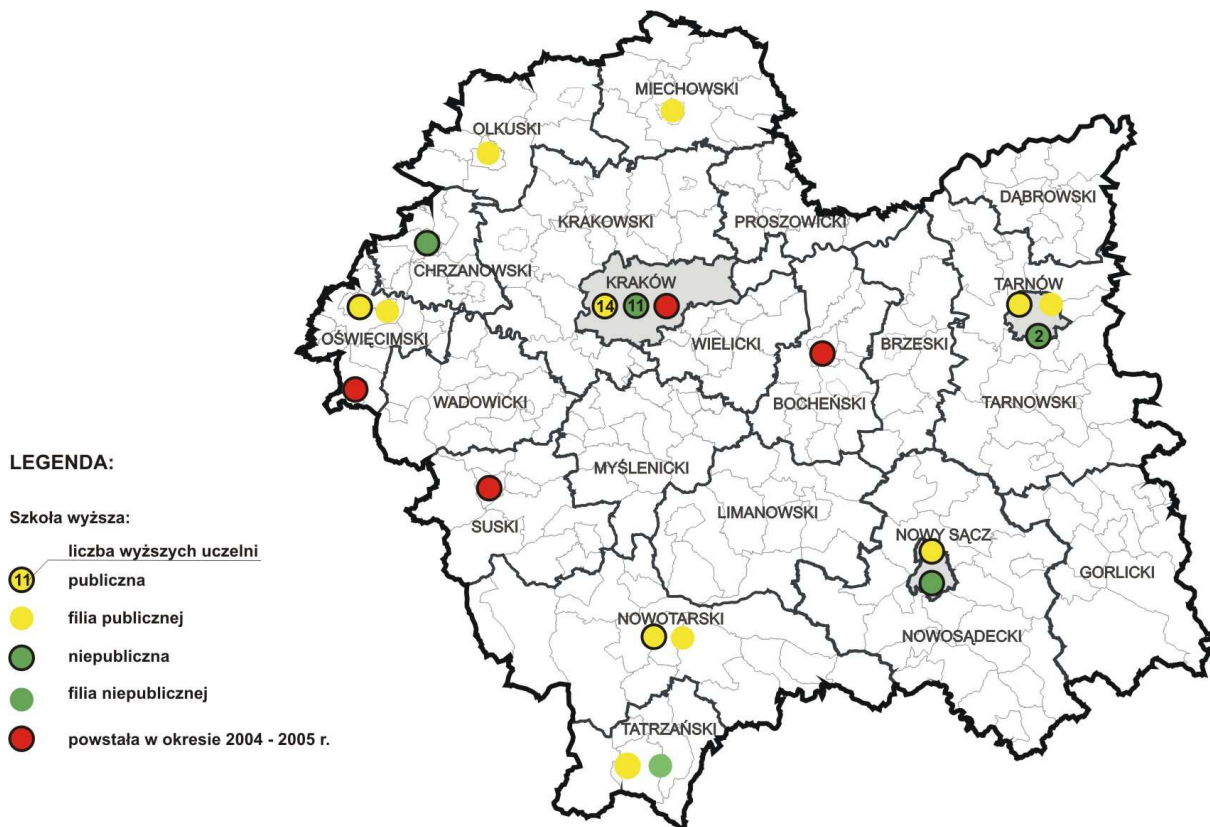 MIECHOWSKI
OLKUSKI
DĄBROWSKI
KRAKOWSKI
PROSZOWICKI
CHRZANOWSKI
KRAKÓW
TARNÓW
14
11
2
OŚWIĘCIMSKI
WIELICKI
BRZESKI
WADOWICKI
BOCHEŃSKI
TARNOWSKI
MYŚLENICKI
LIMANOWSKI
SUSKI
NOWY SĄCZ
GORLICKI
NOWOTARSKI
NOWOSĄDECKI
TATRZAŃSKI
LEGENDA:
Szkoła wyższa:
liczba wyższych uczelni
11 publiczna
filia publicznej
niepubliczna
filia niepublicznej
powstała w okresie 2004 - 2005 r.